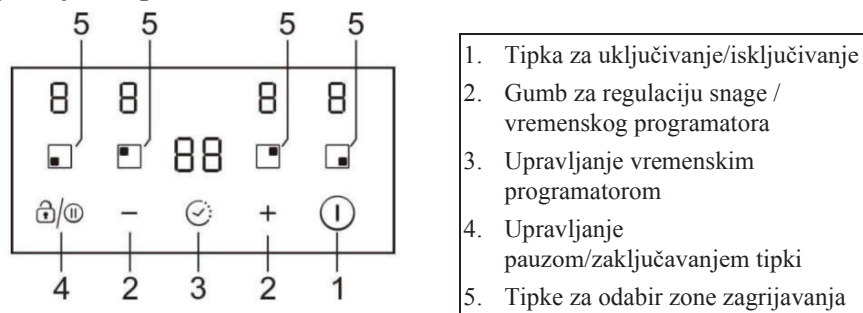 5 5 5 5
8 8 8 8
88
− +
4 2 3 2 1
1. Tipka za uključivanje/isključivanje
2. Gumb za regulaciju snage /
vremenskog programatora
3. Upravljanje vremenskim
programatorom
4. Upravljanje
pauzom/zaključavanjem tipki
5. Tipke za odabir zone zagrijavanja